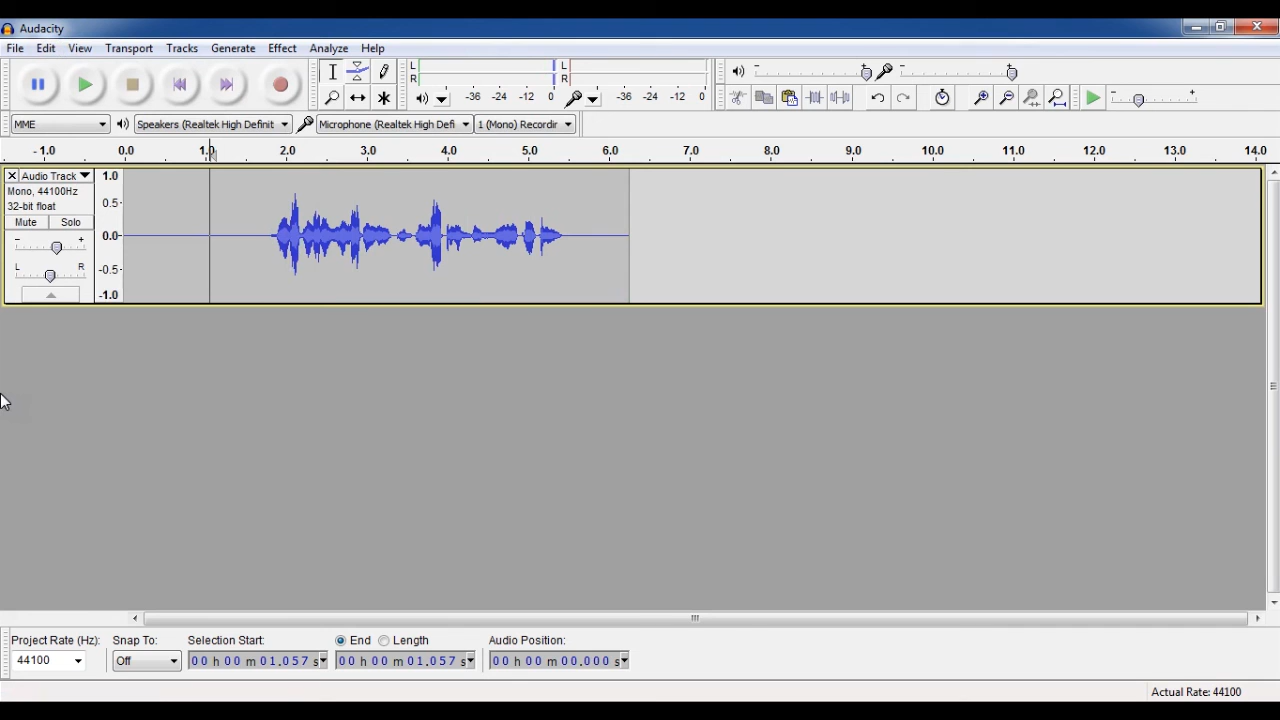 Audacity
File Edit View Transport Tracks Generate Effect Analyze Help
L L
R R
-36 -24 -12 0 -36 -24 -12 0
MME Speakers (Realtek High Definit Microphone (Realtek High Defi 1 (Mono) Recordir
-1.0 0.0 1.0 2.0 3.0 4.0 5.0 6.0 7.0 8.0 9.0 10.0 11.0 12.0 13.0 14.0
Audio Track 1.0
Mono, 44100Hz
32-bit float 0.5
Mute Solo
0.0
L R
-0.5
-1.0
Project Rate (Hz): Snap To: Selection Start: End Length Audio Position:
44100 Off 00 h 00 m 01.057 s 00 h 00 m 01.057 s 00 h 00 m 00.000 s
Actual Rate: 44100